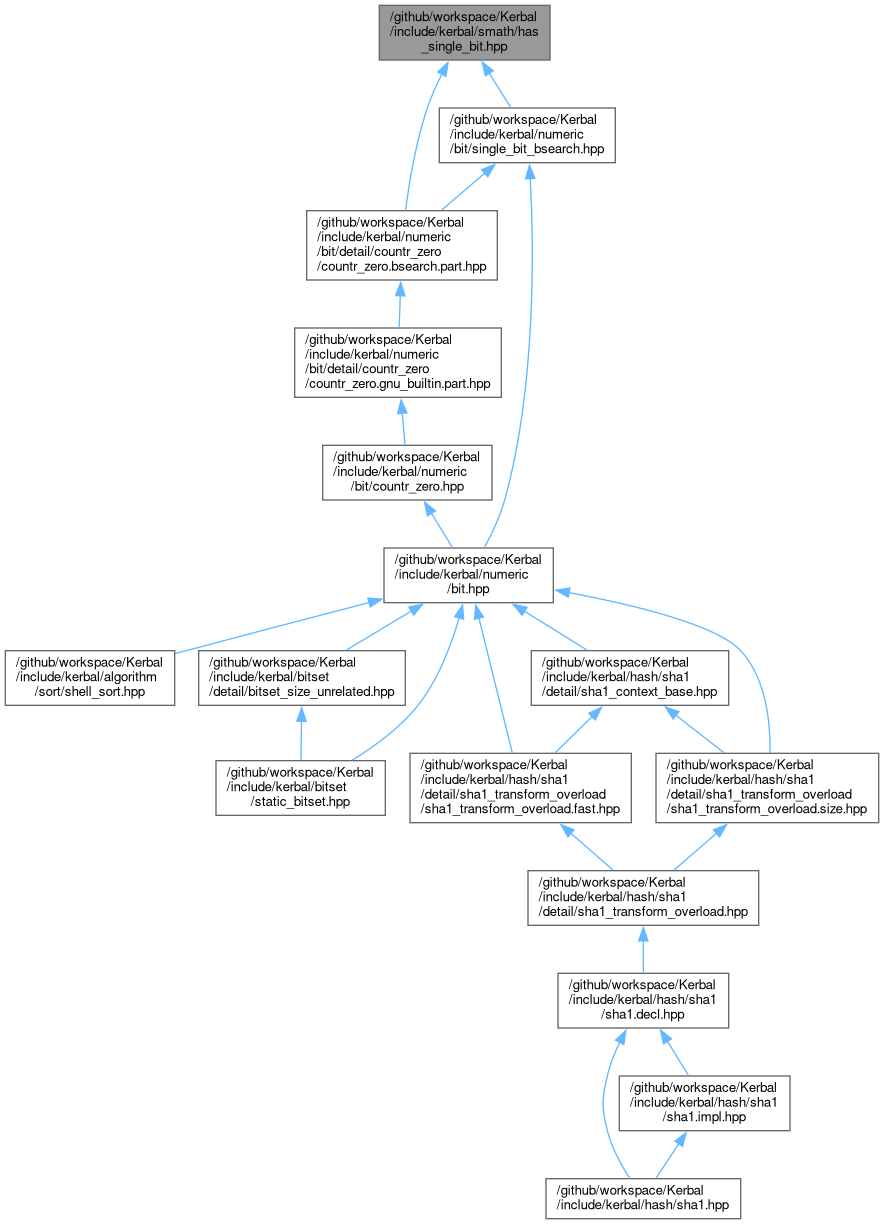 /github/workspace/Kerbal
/include/kerbal/smath/has
_single_bit.hpp
/github/workspace/Kerbal
/include/kerbal/numeric
/bit/single_bit_bsearch.hpp
/github/workspace/Kerbal
/include/kerbal/numeric
/bit/detail/countr_zero
/countr_zero.bsearch.part.hpp
/github/workspace/Kerbal
/include/kerbal/numeric
/bit/detail/countr_zero
/countr_zero.gnu_builtin.part.hpp
/github/workspace/Kerbal
/include/kerbal/numeric
/bit/countr_zero.hpp
/github/workspace/Kerbal
/include/kerbal/numeric
/bit.hpp
/github/workspace/Kerbal
/include/kerbal/algorithm
/sort/shell_sort.hpp
/github/workspace/Kerbal
/include/kerbal/bitset
/detail/bitset_size_unrelated.hpp
/github/workspace/Kerbal
/include/kerbal/hash/sha1
/detail/sha1_context_base.hpp
/github/workspace/Kerbal
/include/kerbal/bitset
/static_bitset.hpp
/github/workspace/Kerbal
/include/kerbal/hash/sha1
/detail/sha1_transform_overload
/sha1_transform_overload.fast.hpp
/github/workspace/Kerbal
/include/kerbal/hash/sha1
/detail/sha1_transform_overload
/sha1_transform_overload.size.hpp
/github/workspace/Kerbal
/include/kerbal/hash/sha1
/detail/sha1_transform_overload.hpp
/github/workspace/Kerbal
/include/kerbal/hash/sha1
/sha1.decl.hpp
/github/workspace/Kerbal
/include/kerbal/hash/sha1
/sha1.impl.hpp
/github/workspace/Kerbal
/include/kerbal/hash/sha1.hpp